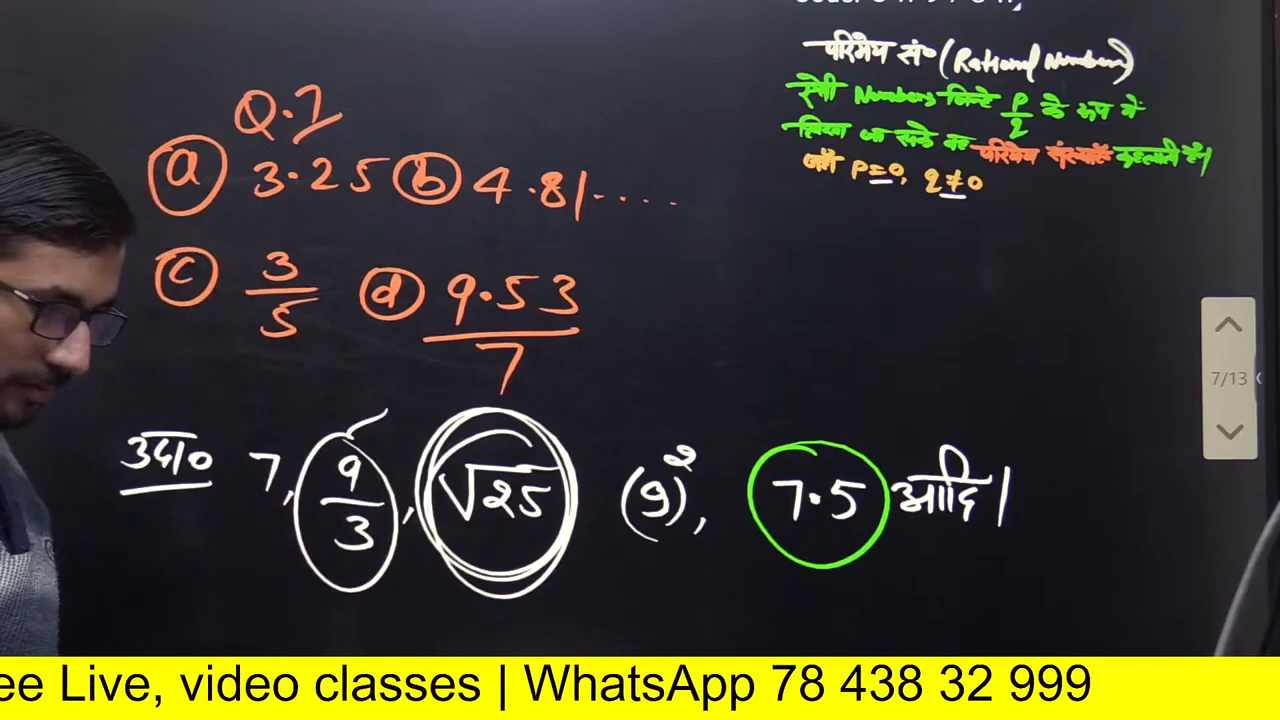 परिमेय सं० (Rational Numbers)
ऐसी Numbers जिन्हे P/q के रूप में
लिखा जा सके वह परिमेय संख्याएँ कहलाती हैं।
जहाँ P=0, q≠0
Q.1
(a) 3.25 (b) 4.81.....
(c) 3/5 (d) 9.53/7
उदा० 7, 9/3, √25 (9)², 7.5 आदि।
7/13
ee Live, video classes | WhatsApp 78 438 32 999